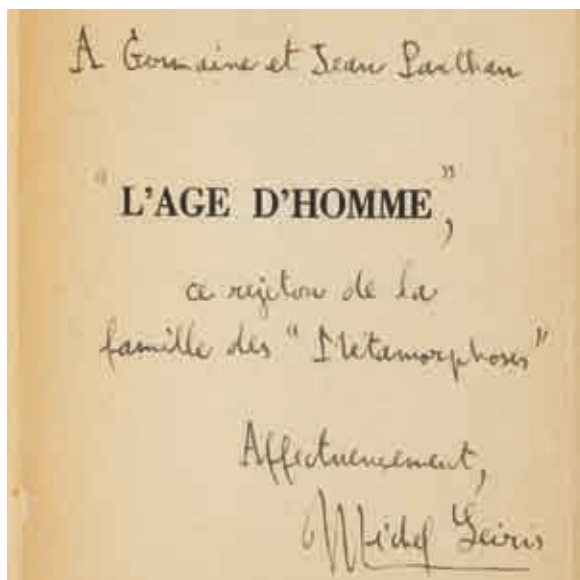 A Germaine et Jean Paulhan
"L'AGE D'HOMME",
ce rejeton de la
famille des "Métamorphoses"
Affectueusement,
Michel Leiris